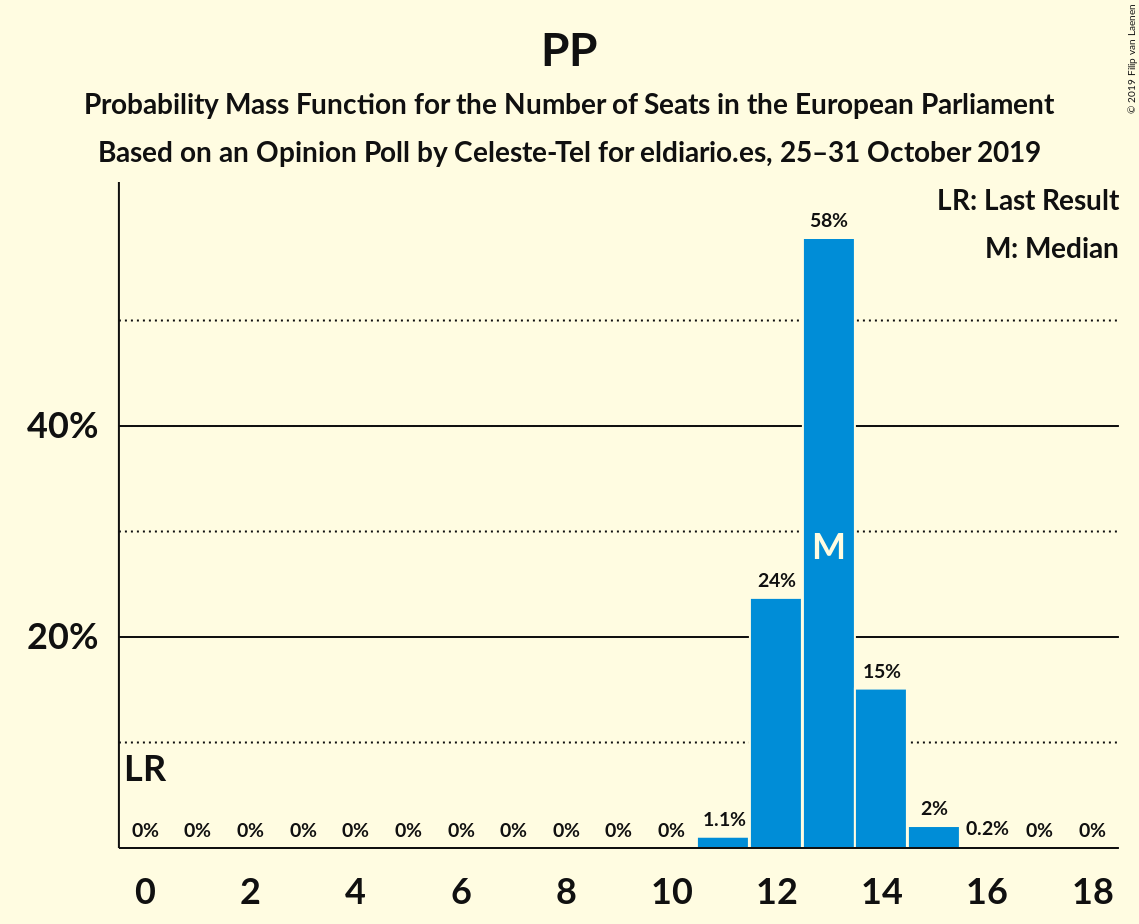 PP
Probability Mass Function for the Number of Seats in the European Parliament
Based on an Opinion Poll by Celeste-Tel for eldiario.es, 25–31 October 2019
© 2019 Filip van Laenen
LR: Last Result
M: Median
58%
40%
M
24%
20%
15%
LR
0% 0% 0% 0% 0% 0% 0% 0% 0% 0% 0% 1.1% 2% 0.2% 0% 0%
0 2 4 6 8 10 12 14 16 18